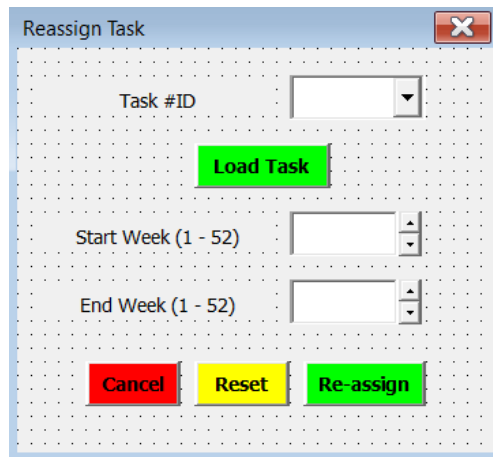 Reassign Task
Task #ID
Load Task
Start Week (1 - 52)
End Week (1 - 52)
Cancel Reset Re-assign